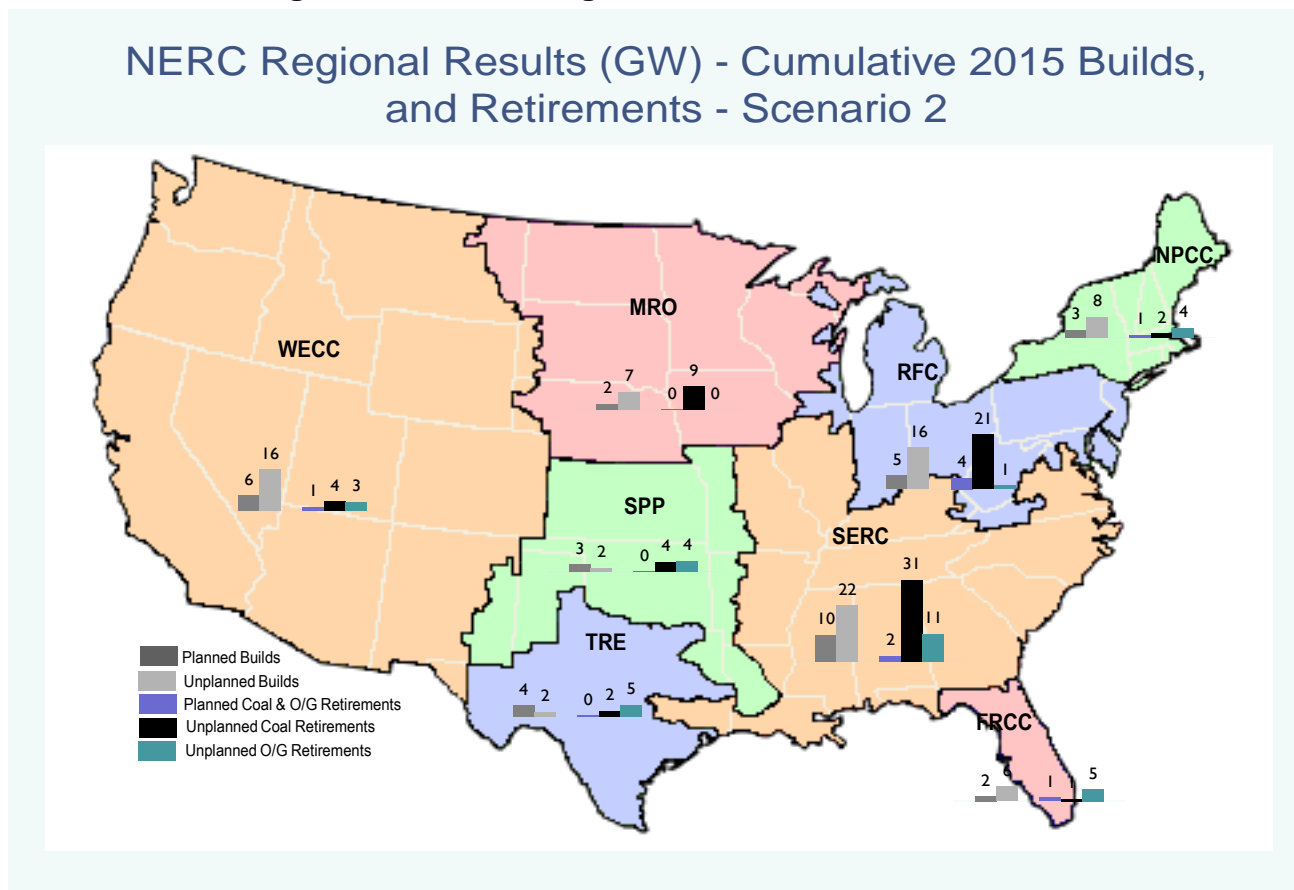 NERC Regional Results (GW) - Cumulative 2015 Builds,
and Retirements - Scenario 2
NPCC
3 8 1 2 4
MRO
2 7 0 9 0
WECC
6 16 1 4 3
RFC
5 16 4 21 1
SPP
3 2 0 4 4
SERC
10 22 2 31 11
TRE
4 2 0 2 5
FRCC
2 6 1 1 5
Planned Builds
Unplanned Builds
Planned Coal & O/G Retirements
Unplanned Coal Retirements
Unplanned O/G Retirements